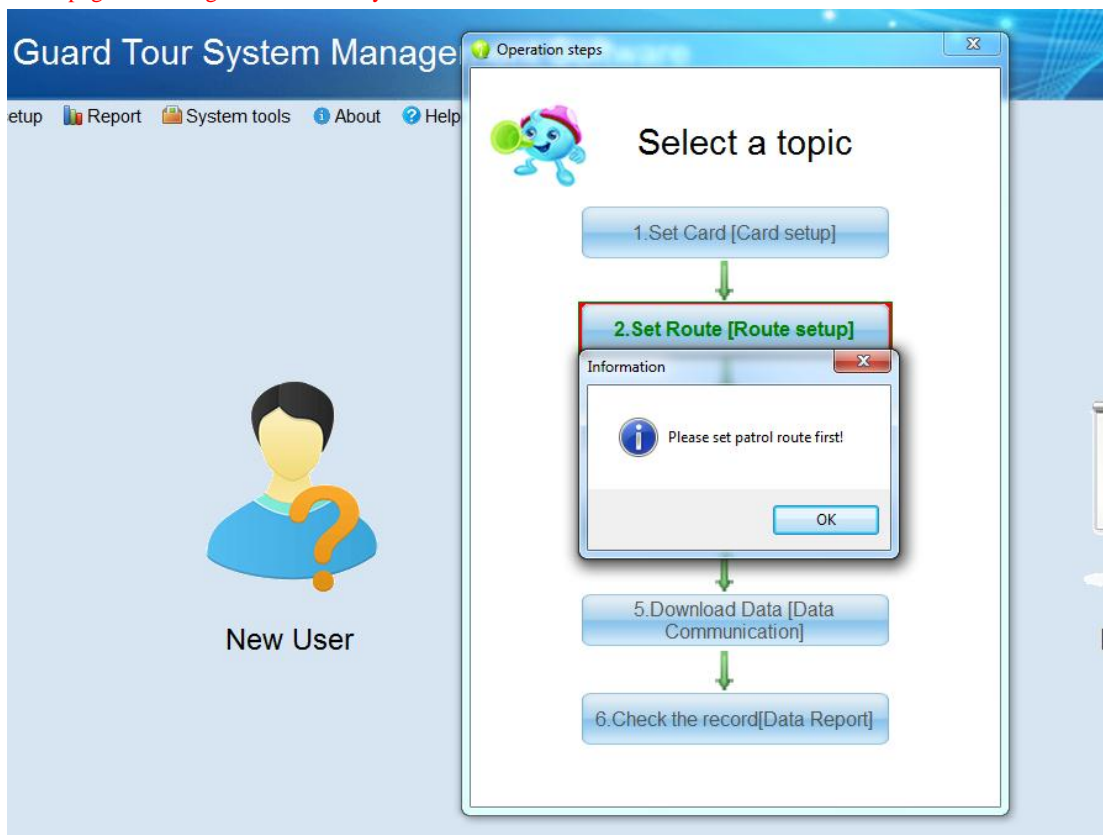 Guard Tour System Manage
Operation steps
etup Report System tools About Help
Select a topic
1.Set Card [Card setup]
2.Set Route [Route setup]
Information
Please set patrol route first!
OK
5.Download Data [Data
Communication]
6.Check the record[Data Report]
New User